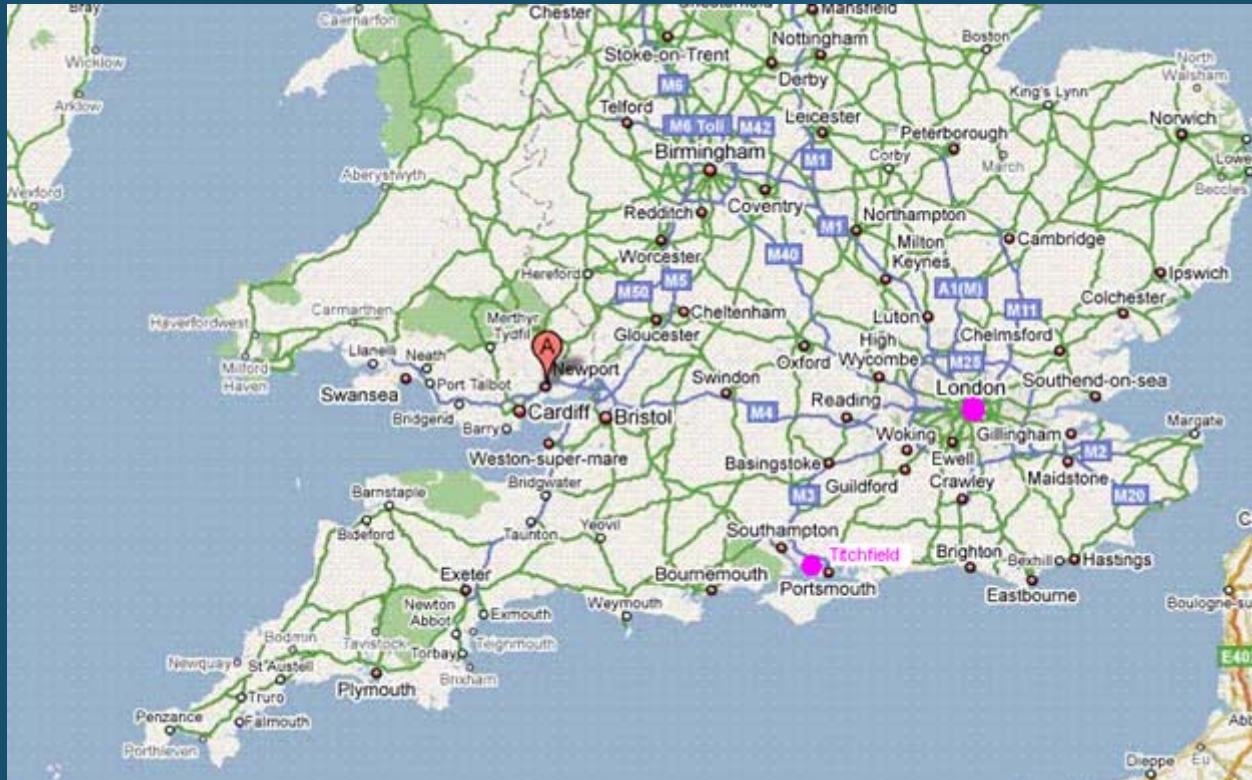 Bray
Caernarfon
Chester
Chesterfield
Mansfield
Wicklow
Stoke-on-Trent
Nottingham
Boston
North
Walsham
Derby
Arklow
M6
King's Lynn
Telford
M6 Toll
M42
Leicester
Peterborough
Norwich
Birmingham
M1
Corby
March
Lowe
Wexford
Aberystwyth
Coventry
Beccles
Redditch
Northampton
M1
Worcester
M40
Milton
Keynes
Cambridge
Hereford
M5
Ipswich
M50
A1(M)
Colchester
Haverfordwest
Carmarthen
Merthyr
Tydfil
Cheltenham
M11
Gloucester
Luton
Chelmsford
A
Milford
Haven
Llanelli
Neath
Newport
Oxford
High
Wycombe
M25
Swansea
Port Talbot
Swindon
Reading
London
Southend-on-sea
Bridgend
Cardiff
Bristol
M4
Margate
Barry
Woking
Gillingham
Weston-super-mare
Basingstoke
Ewell
M2
Bridgwater
Guildford
Crawley
Maidstone
Barnstaple
M3
M20
Bideford
Taunton
Yeovil
Southampton
C
Titchfield
Brighton
Bexhill
Hastings
Exeter
Bournemouth
Portsmouth
Eastbourne
Newton
Abbot
Exmouth
Weymouth
Boulogne-su
Bodmin
Tavistock
Teignmouth
Newquay
St Austell
Torbay
E40
Plymouth
Brixham
Truro
Penzance
Falmouth
Abb
Porthleven
Dieppe
Eu